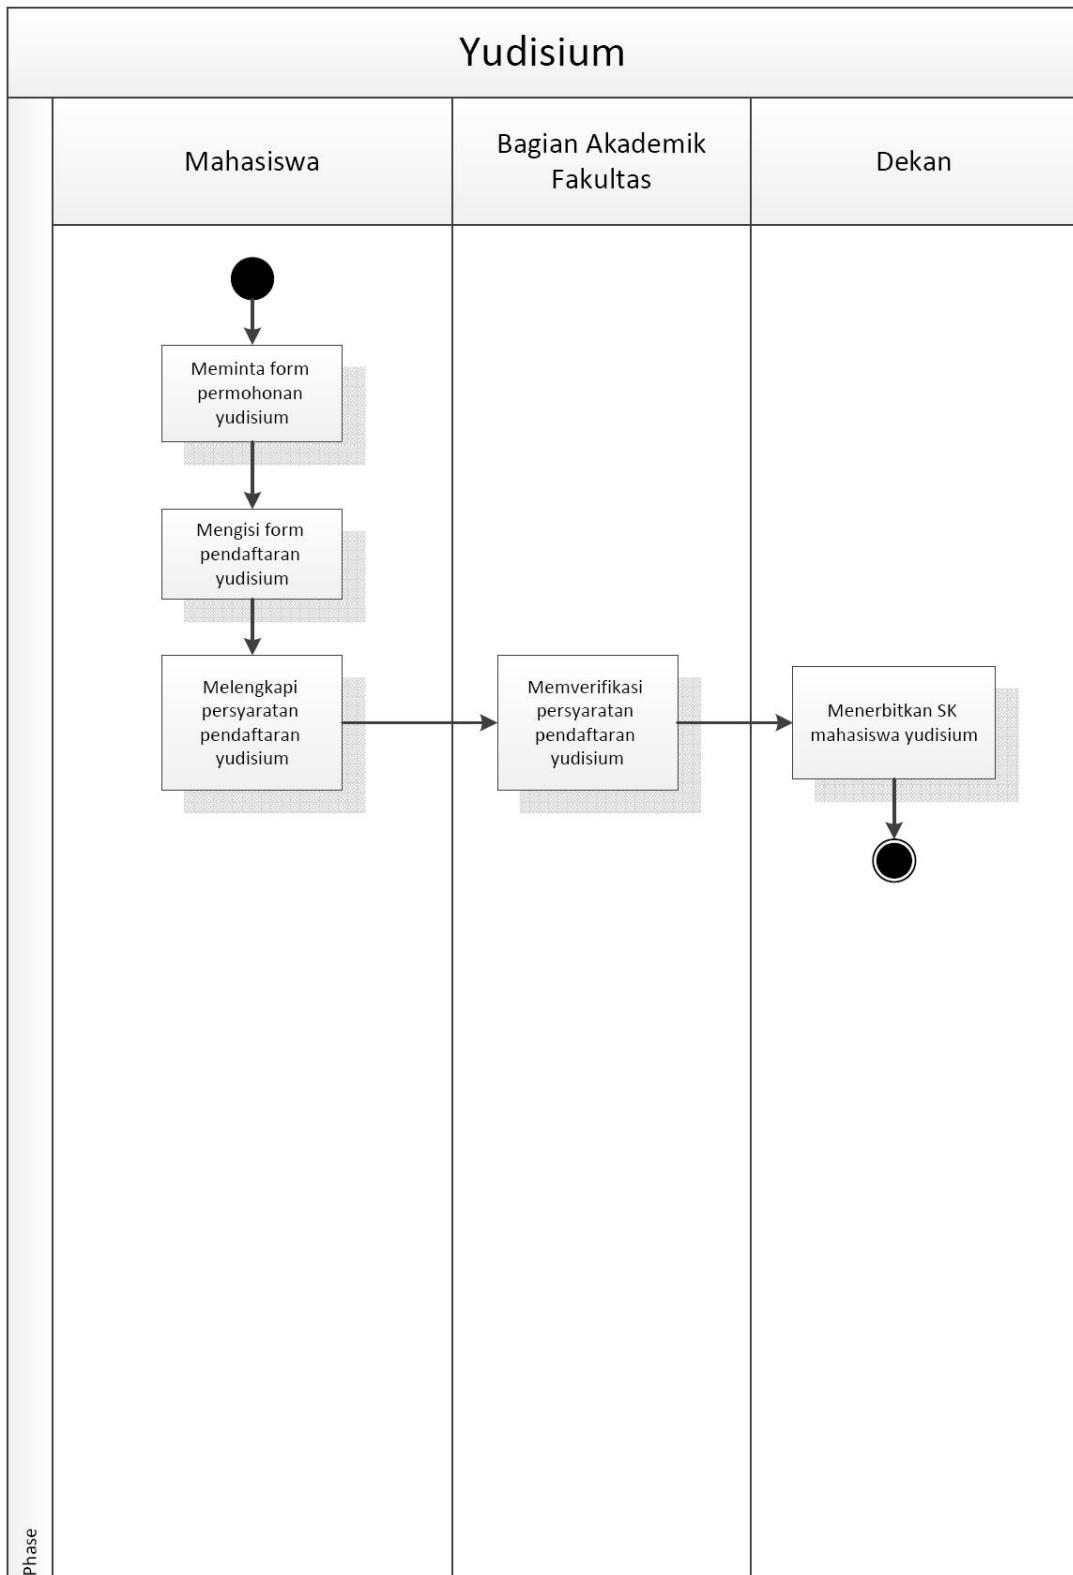 Yudisium
Mahasiswa
Bagian Akademik
Fakultas
Dekan
Meminta form
permohonan
yudisium
Mengisi form
pendaftaran
yudisium
Melengkapi
persyaratan
pendaftaran
yudisium
Memverifikasi
persyaratan
pendaftaran
yudisium
Menerbitkan SK
mahasiswa yudisium
Phase